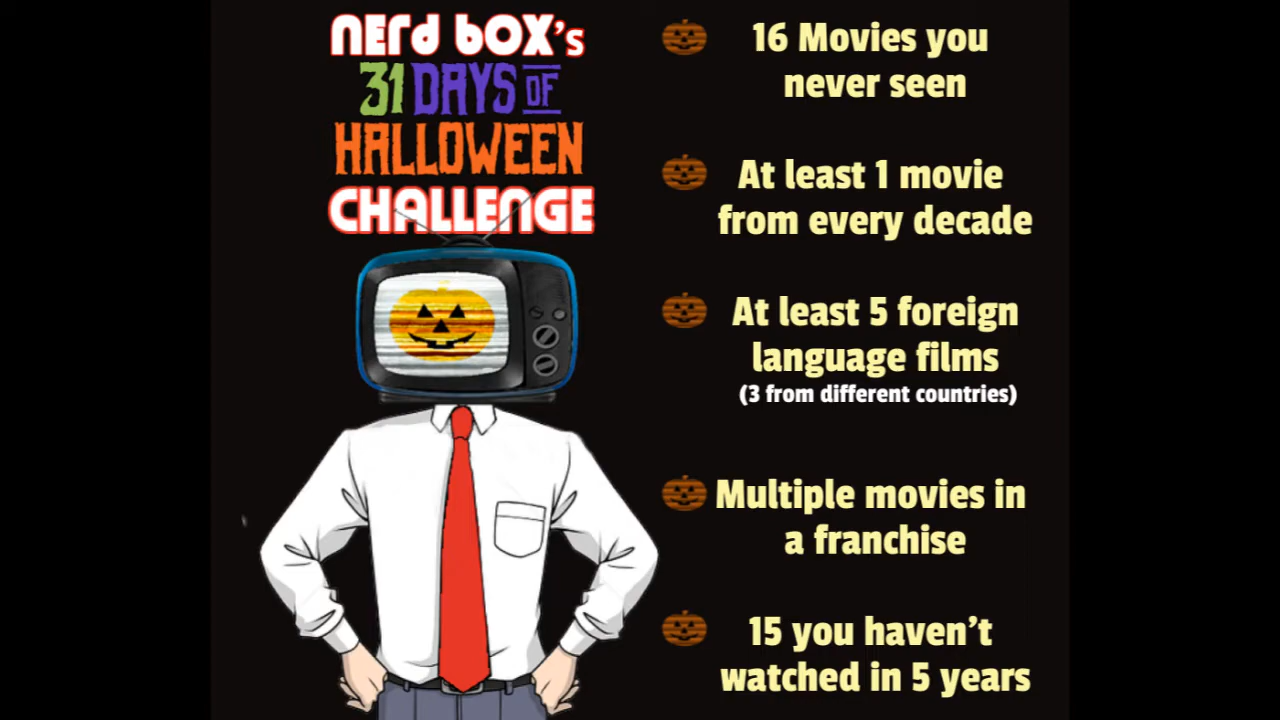 nerd box's
31 DAYS OF
HALLOWEEN
CHALLENGE
16 Movies you
never seen
At least 1 movie
from every decade
At least 5 foreign
language films
(3 from different countries)
Multiple movies in
a franchise
15 you haven't
watched in 5 years